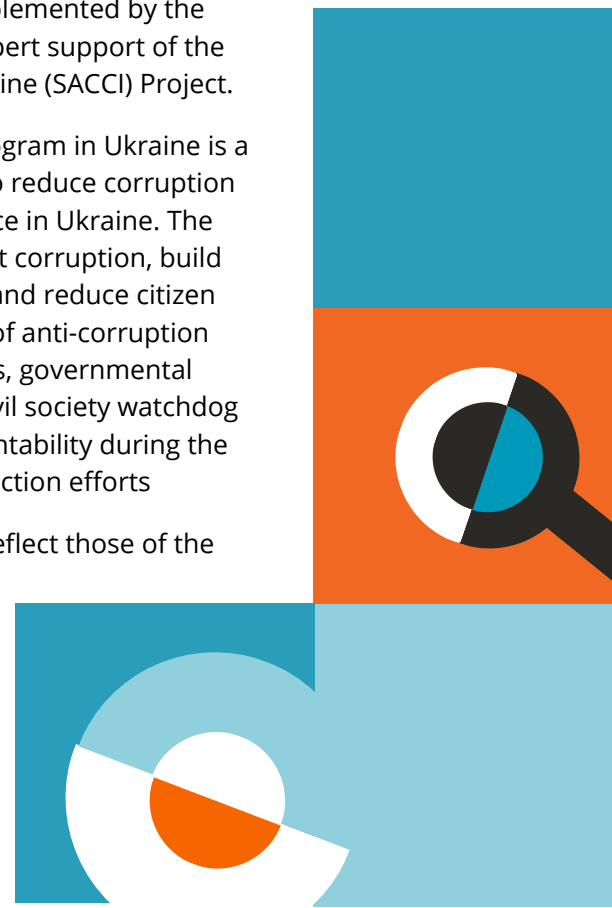 lemented by the
pert support of the
ine (SACCI) Project.
gram in Ukraine is a
o reduce corruption
ce in Ukraine. The
t corruption, build
and reduce citizen
of anti-corruption
s, governmental
vil society watchdog
ntability during the
ction efforts
eflect those of the